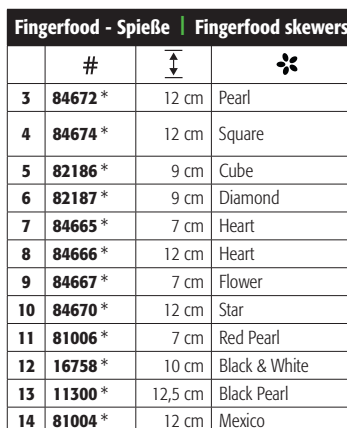 Fingerfood - Spieße | Fingerfood skewers
#
3 84672 * 12 cm Pearl
4 84674 * 12 cm Square
5 82186 * 9 cm Cube
6 82187 * 9 cm Diamond
7 84665 * 7 cm Heart
8 84666 * 12 cm Heart
9 84667 * 7 cm Flower
10 84670 * 12 cm Star
11 81006 * 7 cm Red Pearl
12 16758 * 10 cm Black & White
13 11300 * 12,5 cm Black Pearl
14 81004 * 12 cm Mexico